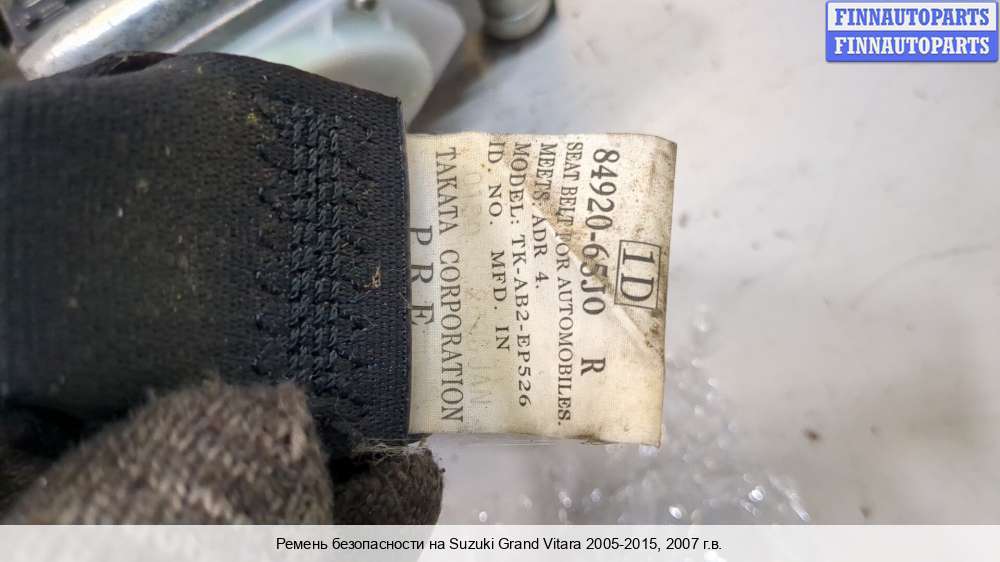 FINNAUTOPARTS
FINNAUTOPARTS
1D
84920-65J0 R
SEAT BELT FOR AUTOMOBILES.
MEETS: ADR 4.
MODEL: TK-AB2-EP526
ID. NO. MFD. IN
TAKATA CORPORATION
PRE
Ремень безопасности на Suzuki Grand Vitara 2005-2015, 2007 г.в.